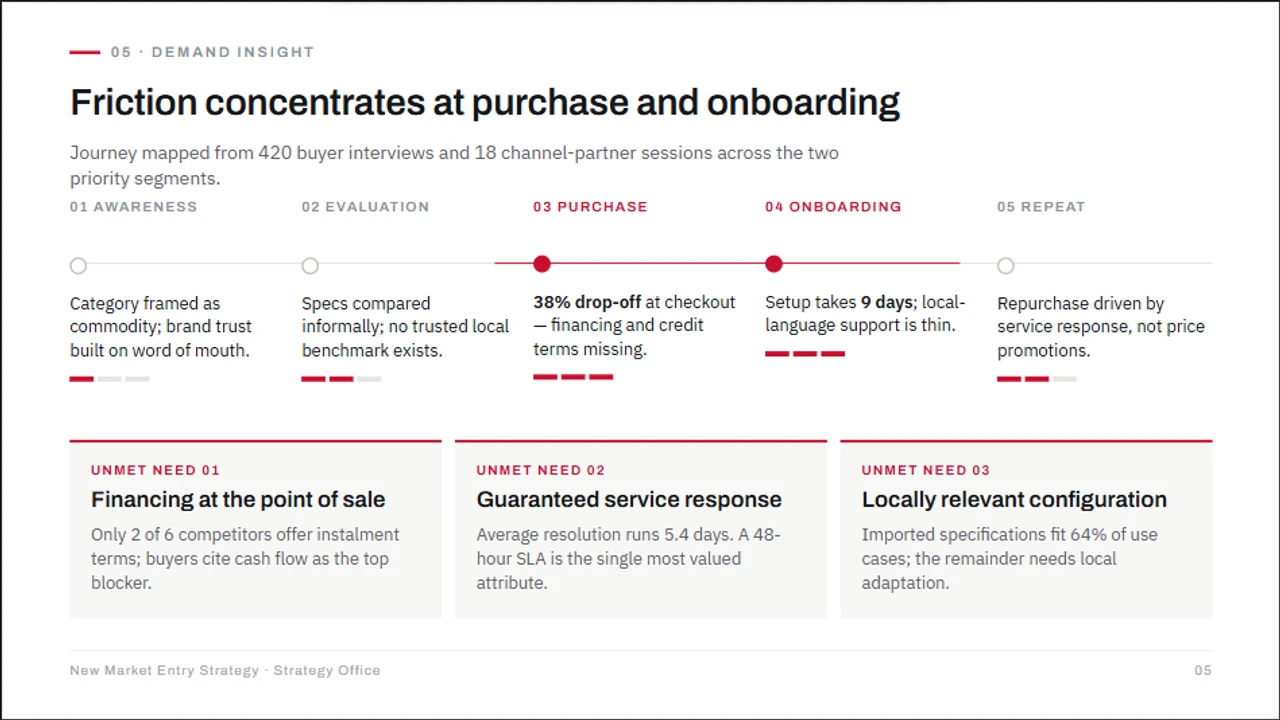 05 · DEMAND INSIGHT
Friction concentrates at purchase and onboarding
Journey mapped from 420 buyer interviews and 18 channel-partner sessions across the two
priority segments.
01 AWARENESS
02 EVALUATION
03 PURCHASE
04 ONBOARDING
05 REPEAT
Category framed as
commodity; brand trust
built on word of mouth.
Specs compared
informally; no trusted local
benchmark exists.
38% drop-off at checkout
— financing and credit
terms missing.
Setup takes 9 days; local-
language support is thin.
Repurchase driven by
service response, not price
promotions.
UNMET NEED 01
Financing at the point of sale
Only 2 of 6 competitors offer instalment
terms; buyers cite cash flow as the top
blocker.
UNMET NEED 02
Guaranteed service response
Average resolution runs 5.4 days. A 48-
hour SLA is the single most valued
attribute.
UNMET NEED 03
Locally relevant configuration
Imported specifications fit 64% of use
cases; the remainder needs local
adaptation.
New Market Entry Strategy · Strategy Office
05